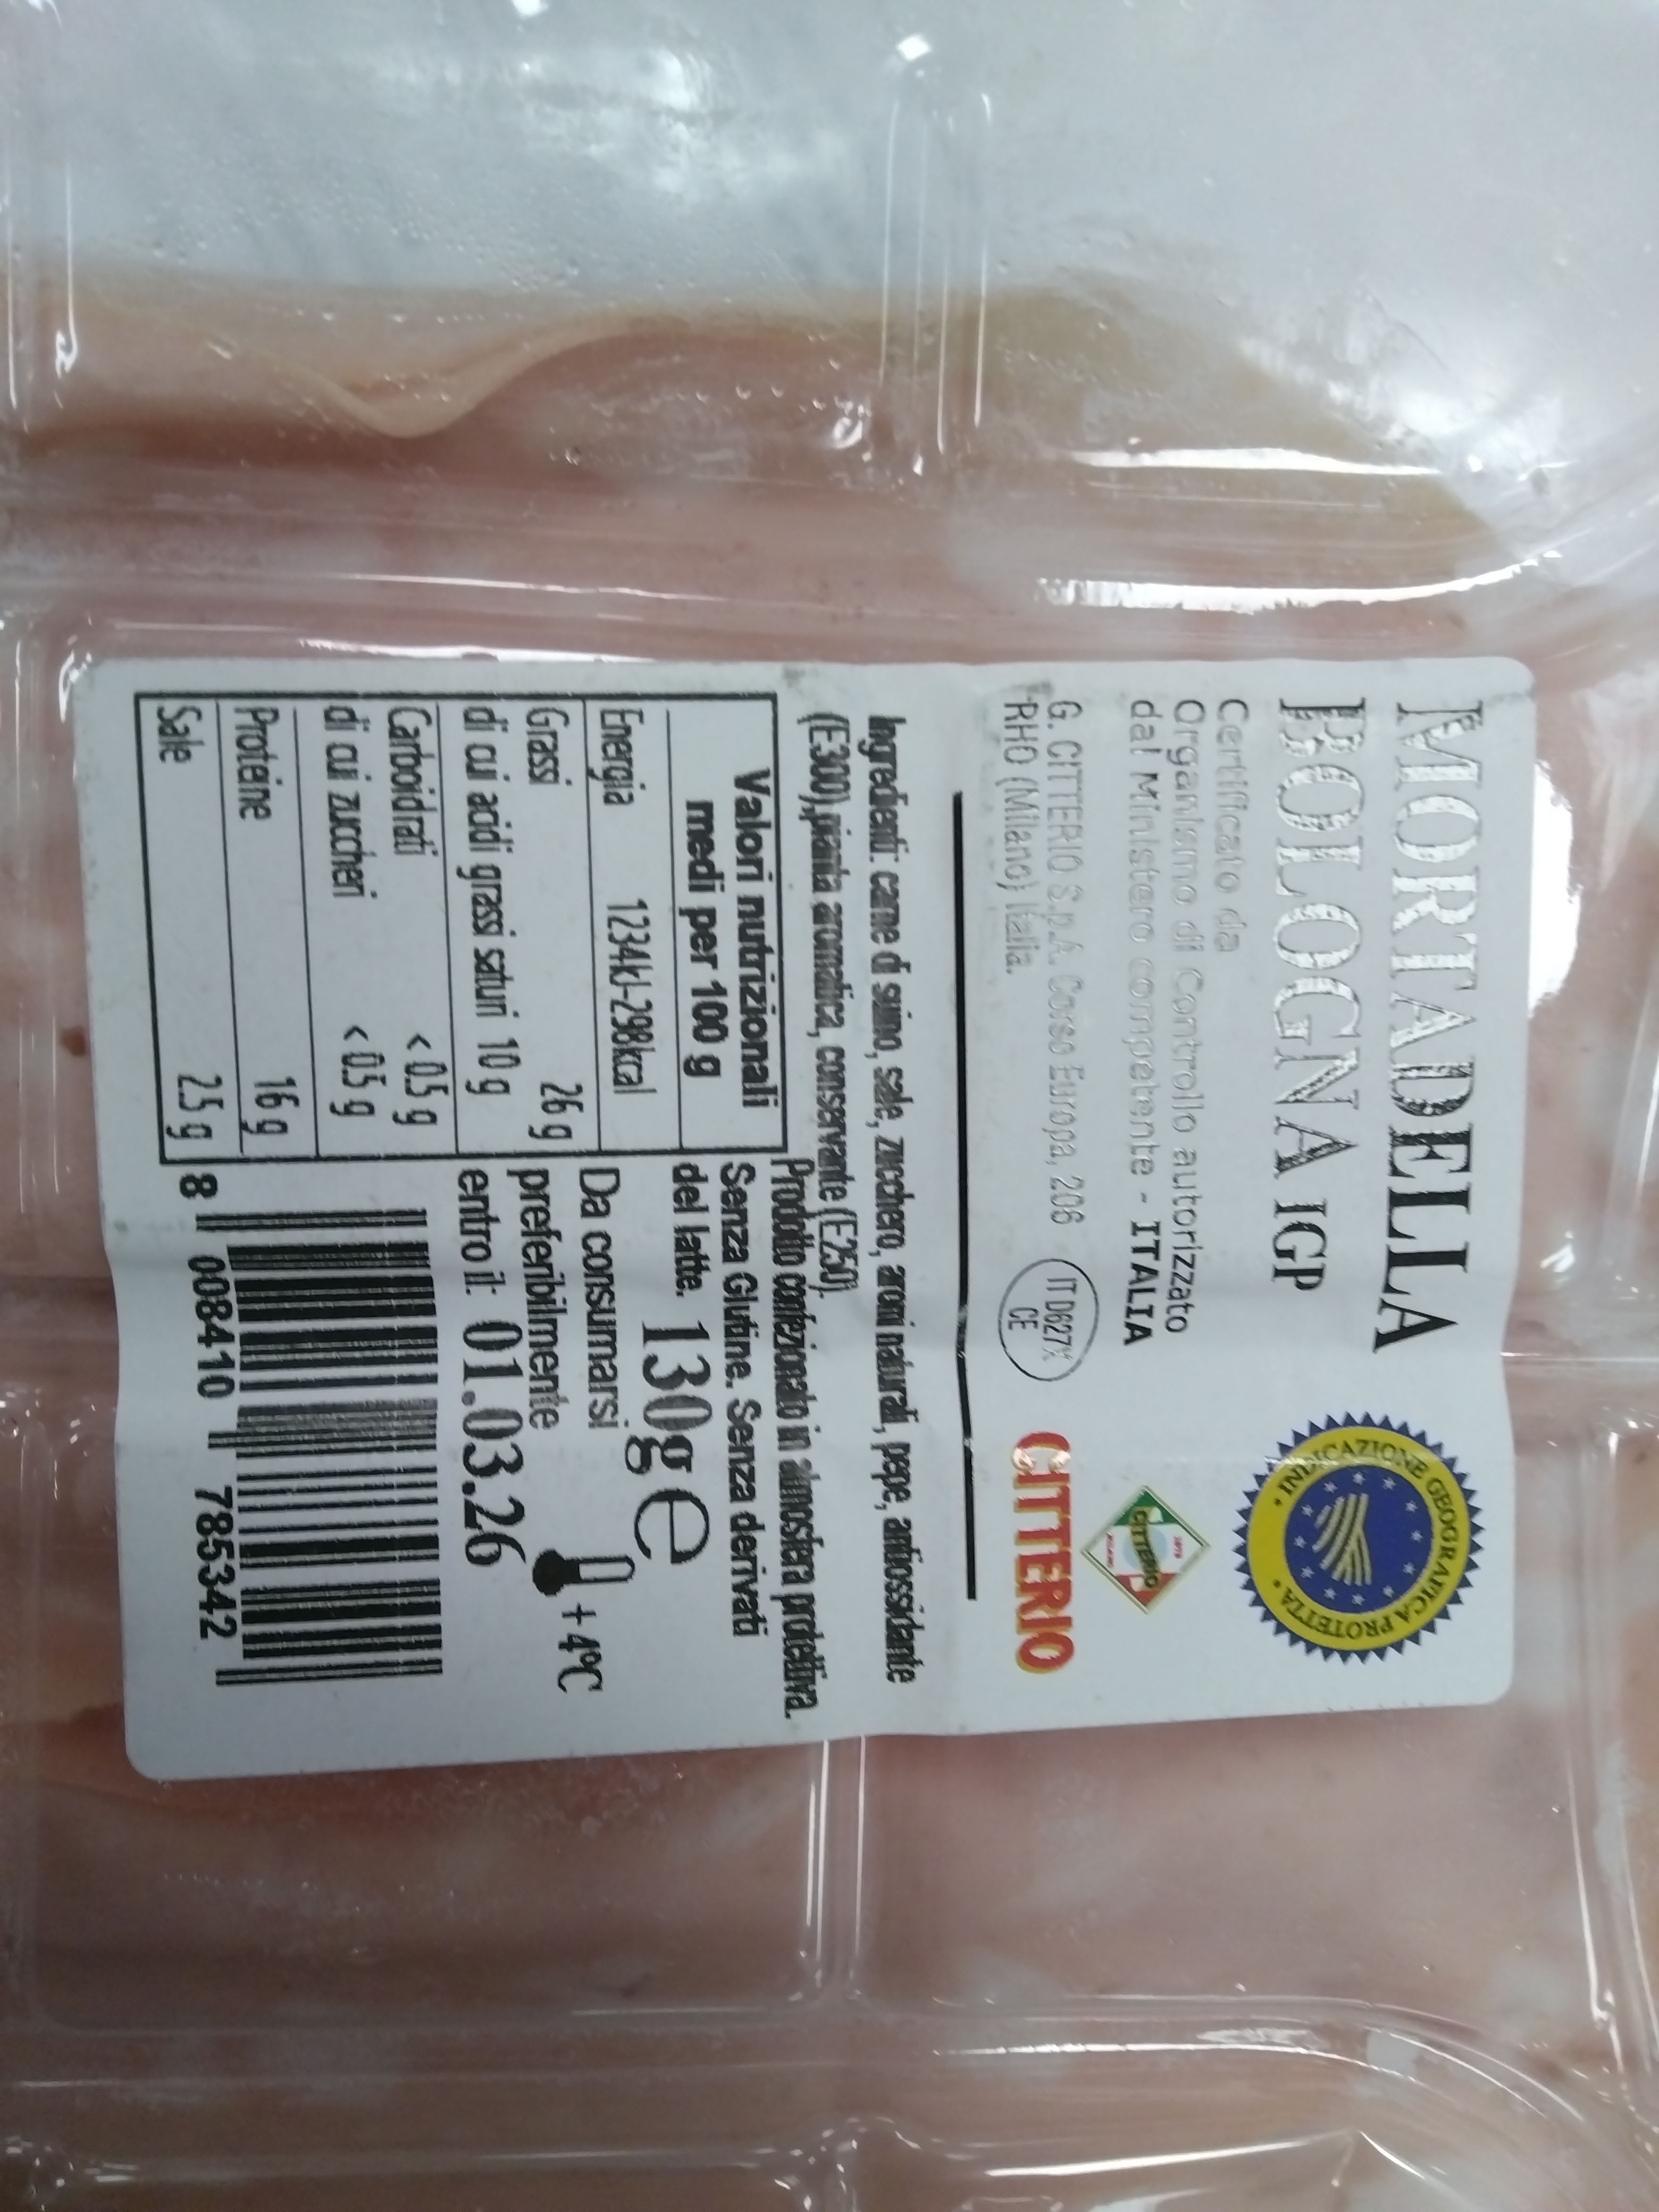 MORTADELLA
BOLOGNA IGP
Certificato da
Organismo di Controllo autorizzato
dal Ministero competente - ITALIA
G. CITTERIO S.p.A. Corso Europa, 206
RHO (Milano) Italia.
IT D627X
CE
INDICAZIONE GEOGRAFICA PROTETTA
CITTERIO
CITTERIO
Ingredienti: carne di suino, sale, zucchero, aromi naturali, pepe, antiossidante
(E300), pianta aromatica, conservante (E250).
Prodotto confezionato in atmosfera protettiva.
Senza Glutine. Senza derivati
del latte.
130g e
Da consumarsi
preferibilmente
entro il: 01.03.26
+4°C
Valori nutrizionali
medi per 100 g
Energia 1234kJ-298kcal
Grassi 26 g
di cui acidi grassi saturi 10 g
Carboidrati <0.5 g
di cui zuccheri <0.5 g
Proteine 16 g
Sale 2.5 g
8 008410 785342